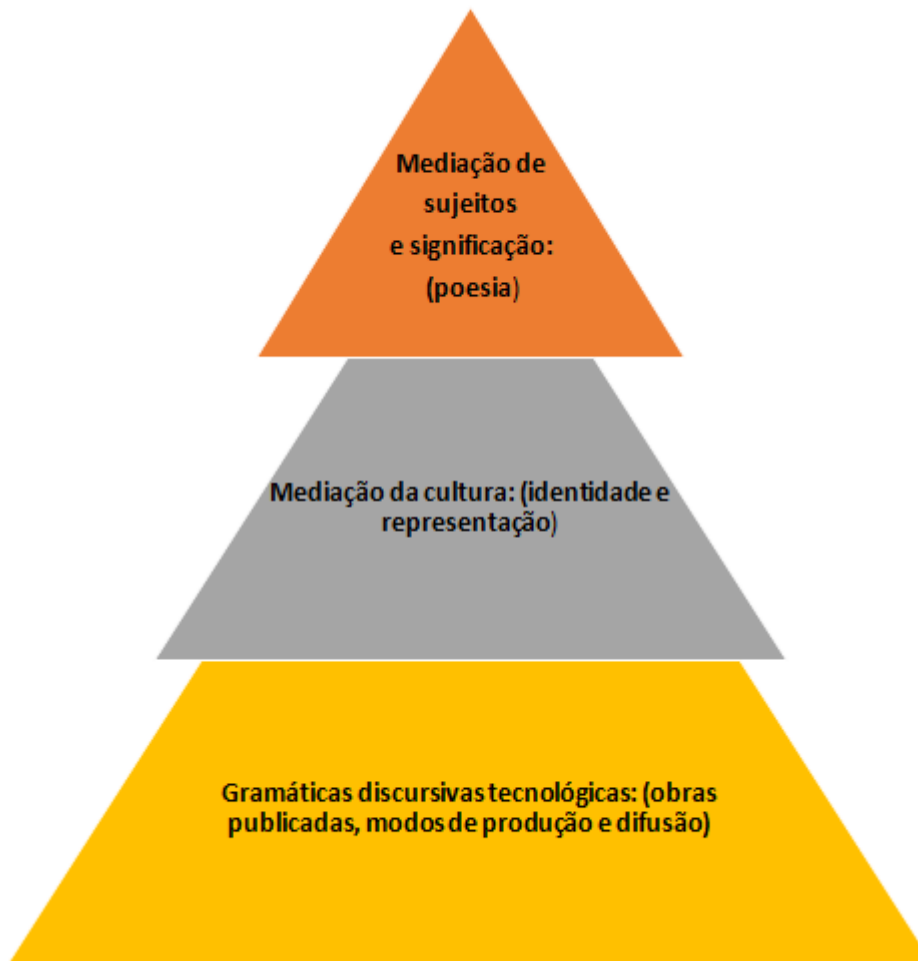 Mediação de
sujeitos
e significação:
(poesia)
Mediação da cultura: (identidade e
representação)
Gramáticas discursivas tecnológicas: (obras
publicadas, modos de produção e difusão)